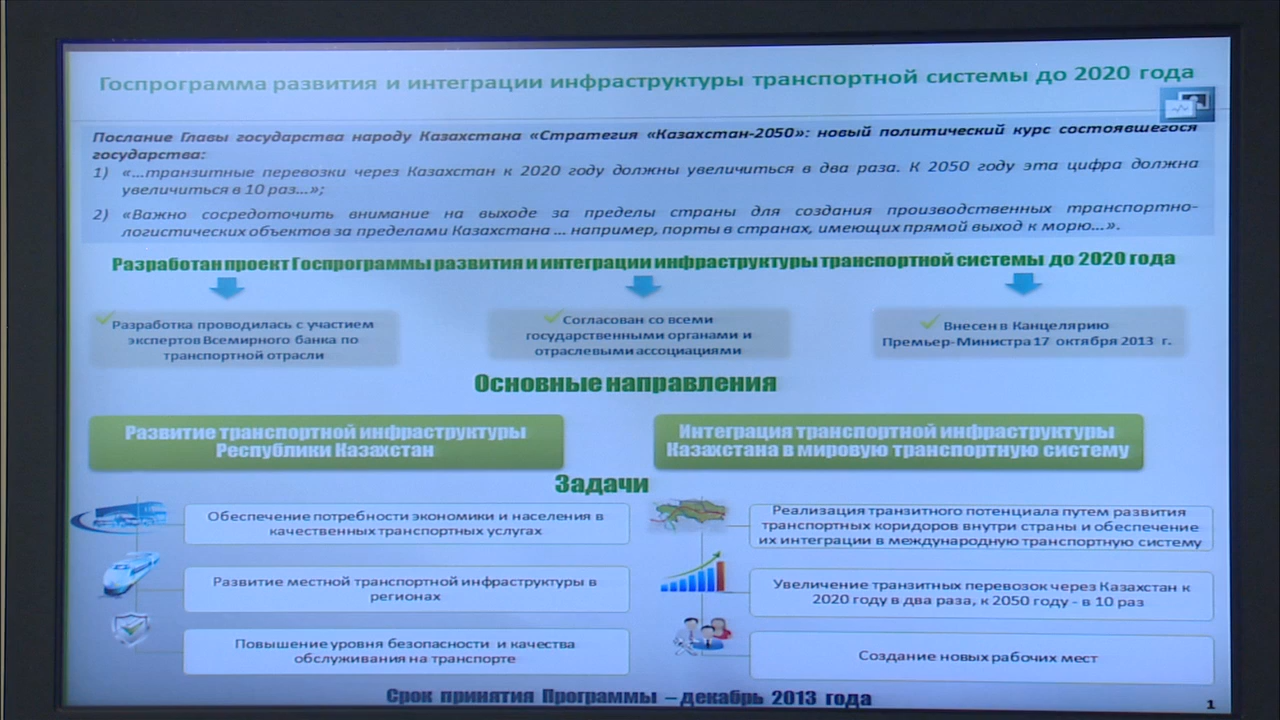 Госпрограмма развития и интеграции инфраструктуры транспортной системы до 2020 года
Послание Главы государства народу Казахстана «Стратегия «Казахстан-2050»: новый политический курс состоявшегося
государства:
1) «...транзитные перевозки через Казахстан к 2020 году должны увеличиться в два раза. К 2050 году эта цифра должна
увеличиться в 10 раз...»;
2) «Важно сосредоточить внимание на выходе за пределы страны для создания производственных транспортно-
логистических объектов за пределами Казахстана ... например, порты в странах, имеющих прямой выход к морю...».
Разработан проект Госпрограммы развития и интеграции инфраструктуры транспортной системы до 2020 года
Разработка проводилась с участием
экспертов Всемирного банка по
транспортной отрасли
Согласован со всеми
государственными органами и
отраслевыми ассоциациями
Внесен в Канцелярию
Премьер-Министра 17 октября 2013 г.
Основные направления
Развитие транспортной инфраструктуры
Республики Казахстан
Интеграция транспортной инфраструктуры
Казахстана в мировую транспортную систему
Задачи
Обеспечение потребности экономики и населения в
качественных транспортных услугах
Развитие местной транспортной инфраструктуры в
регионах
Повышение уровня безопасности и качества
обслуживания на транспорте
Реализация транзитного потенциала путем развития
транспортных коридоров внутри страны и обеспечение
их интеграции в международную транспортную систему
Увеличение транзитных перевозок через Казахстан к
2020 году в два раза, к 2050 году - в 10 раз
Создание новых рабочих мест
Срок принятия Программы – декабрь 2013 года
1